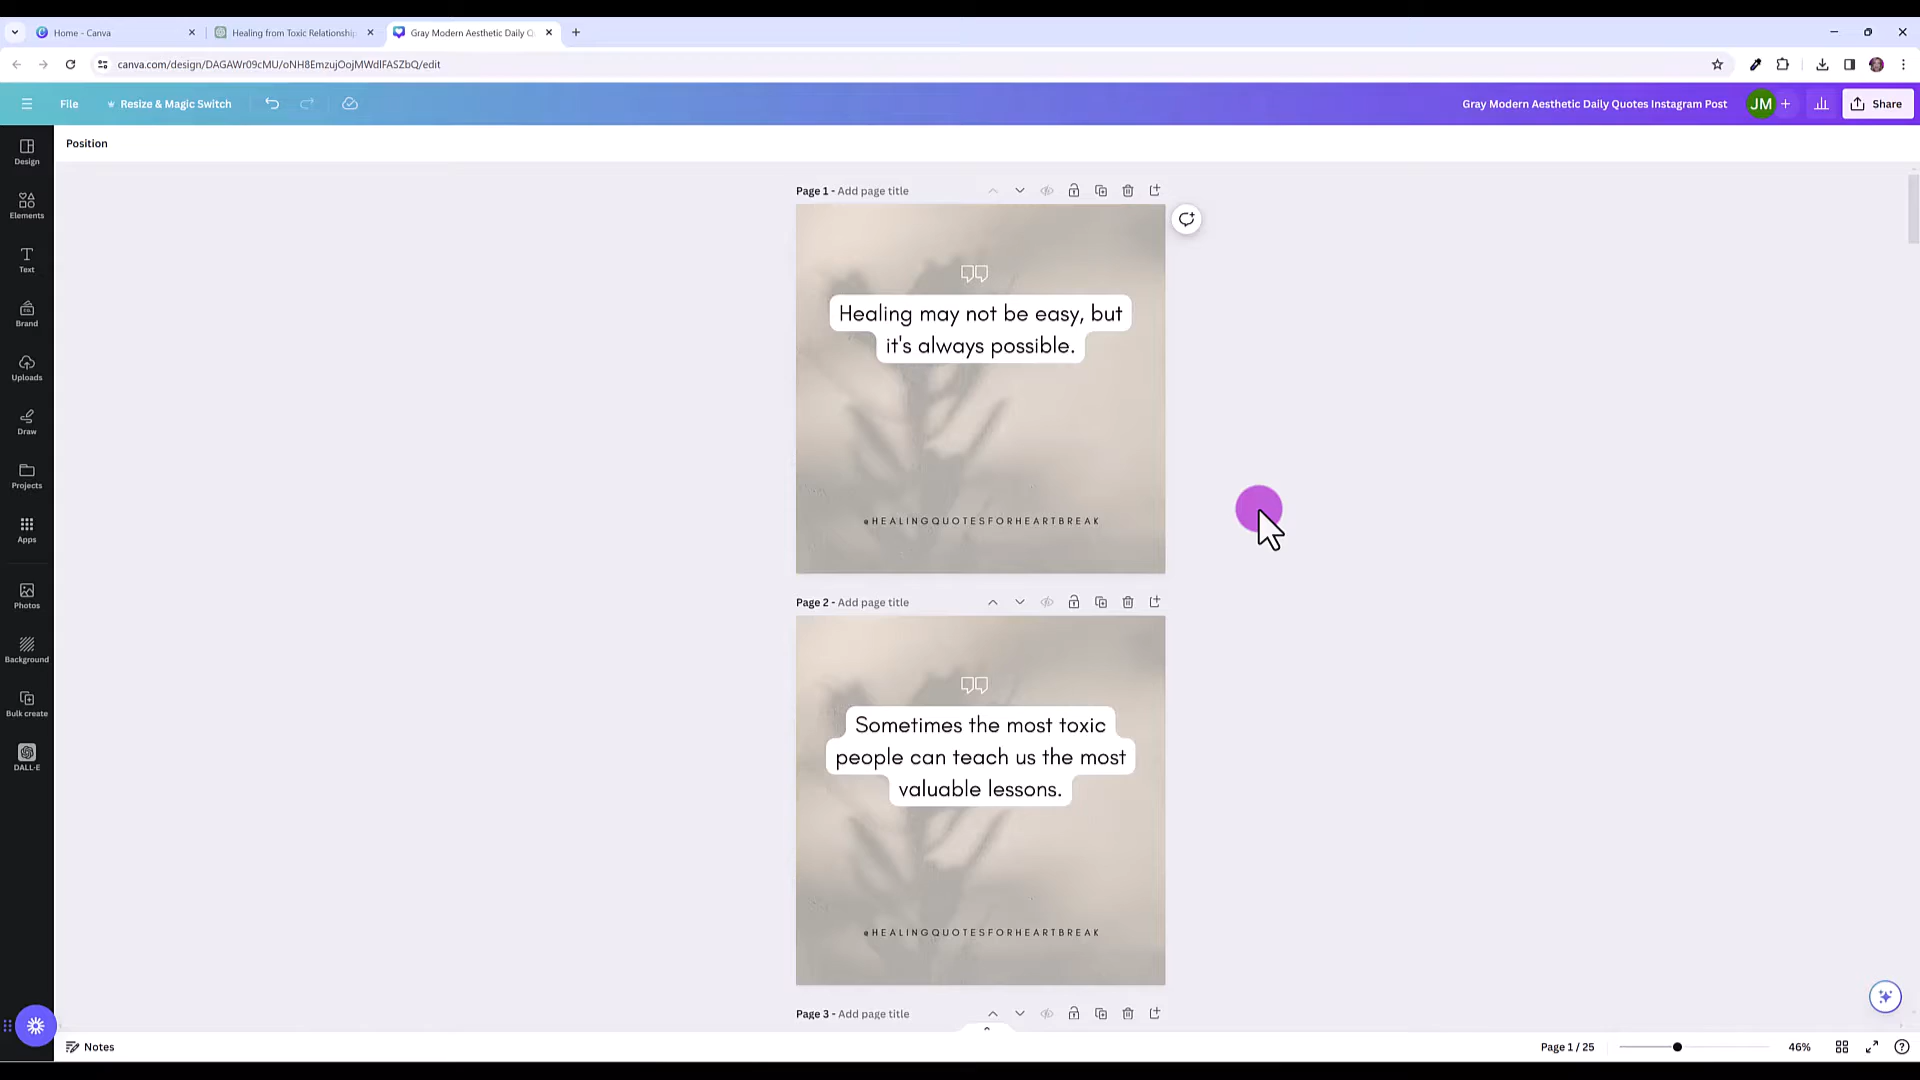 Home - Canva
Healing from Toxic Relationship
Gray Modern Aesthetic Daily Q
canva.com/design/DAGAWr09cMU/oNH8EmzujOojMWdlFASZbQ/edit
File
Resize & Magic Switch
Gray Modern Aesthetic Daily Quotes Instagram Post
JM
Share
Position
Design
Elements
Text
Brand
Uploads
Draw
Projects
Apps
Photos
Background
Bulk create
DALL·E
Page 1 - Add page title
Healing may not be easy, but
it's always possible.
@HEALINGQUOTESFORHEARTBREAK
Page 2 - Add page title
Sometimes the most toxic
people can teach us the most
valuable lessons.
@HEALINGQUOTESFORHEARTBREAK
Page 3 - Add page title
Notes
Page 1 / 25
46%